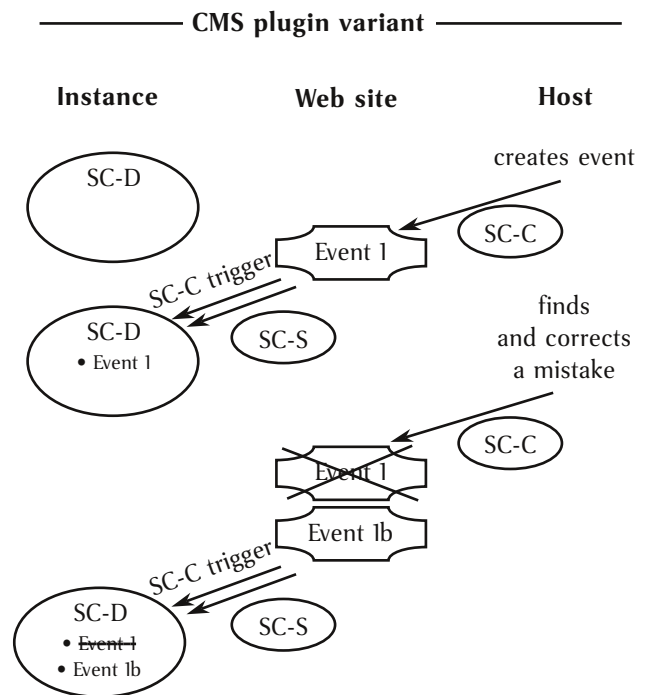 CMS plugin variant
Instance Web site Host
creates event
SC-D
SC-C
Event 1
SC-C trigger
SC-D
• Event 1
SC-S
finds
and corrects
a mistake
SC-C
Event 1
Event 1b
SC-C trigger
SC-D
• Event 1
• Event 1b
SC-S